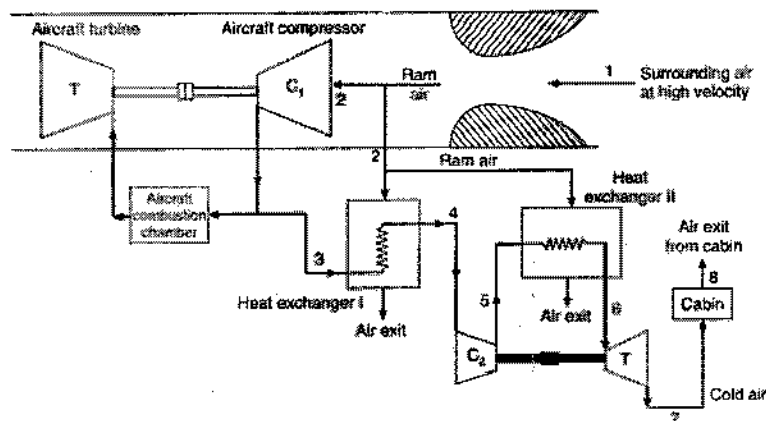 Aircraft turbine
Aircraft compressor
T
C₁
2
Ram
air
1
Surrounding air
at high velocity
2
Ram air
Heat
exchanger II
Aircraft
combustion
chamber
3
4
Heat exchanger I
Air exit
5
Air exit
6
Air exit
from cabin
8
Cabin
C₂
T
Cold air
7